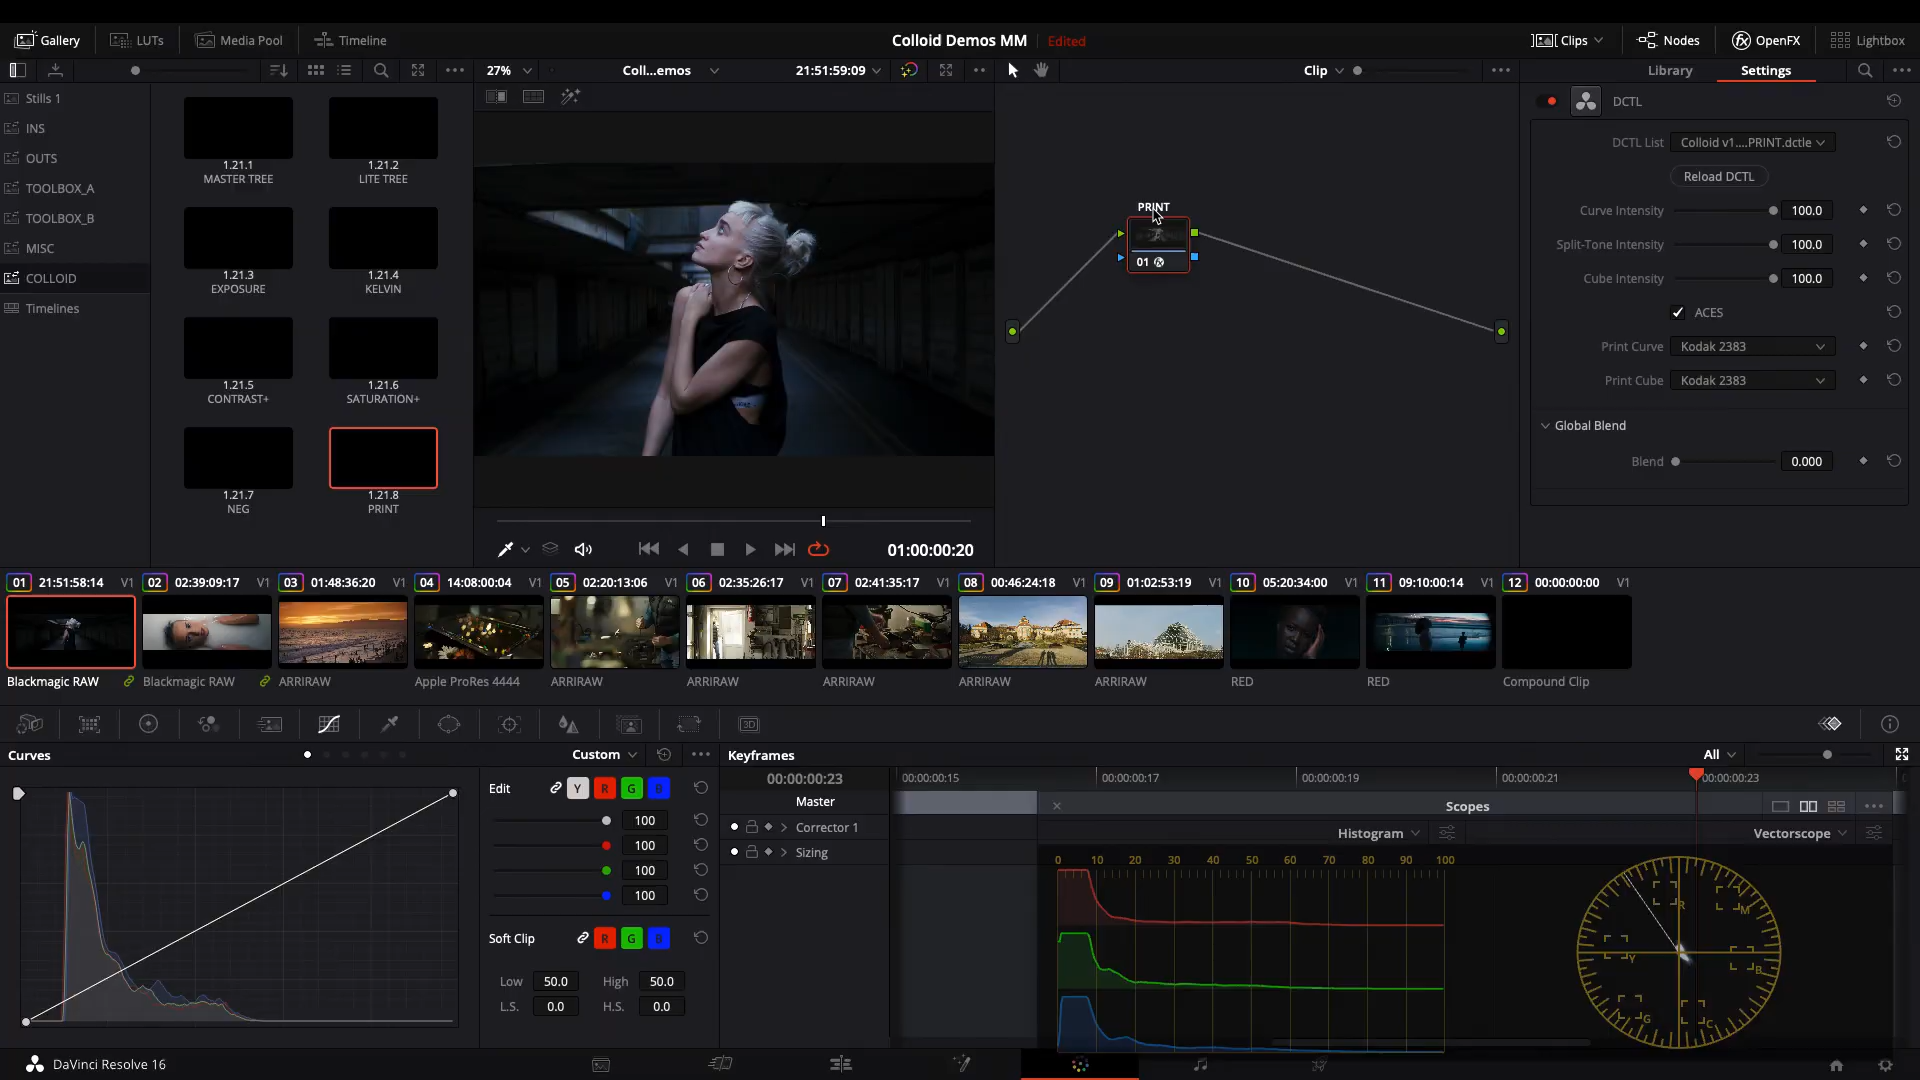 Gallery LUTs Media Pool Timeline Colloid Demos MM Edited Clips Nodes OpenFX Lightbox
27% Coll...emos 21:51:59:09 Clip Library Settings
Stills 1
INS
OUTS
TOOLBOX_A
TOOLBOX_B
MISC
COLLOID
Timelines
1.21.1
MASTER TREE
1.21.2
LITE TREE
1.21.3
EXPOSURE
1.21.4
KELVIN
1.21.5
CONTRAST+
1.21.6
SATURATION+
1.21.7
NEG
1.21.8
PRINT
01:00:00:20
PRINT
01
DCTL
DCTL List Colloid v1....PRINT.dctle
Reload DCTL
Curve Intensity 100.0
Split-Tone Intensity 100.0
Cube Intensity 100.0
ACES
Print Curve Kodak 2383
Print Cube Kodak 2383
Global Blend
Blend 0.000
01 21:51:58:14 V1 02 02:39:09:17 V1 03 01:48:36:20 V1 04 14:08:00:04 V1 05 02:20:13:06 V1 06 02:35:26:17 V1 07 02:41:35:17 V1 08 00:46:24:18 V1 09 01:02:53:19 V1 10 05:20:34:00 V1 11 09:10:00:14 V1 12 00:00:00:00 V1
Blackmagic RAW Blackmagic RAW ARRIRAW Apple ProRes 4444 ARRIRAW ARRIRAW ARRIRAW ARRIRAW ARRIRAW RED RED Compound Clip
3D
Curves Custom
Edit Y R G B
100
100
100
100
Soft Clip R G B
Low 50.0 High 50.0
L.S. 0.0 H.S. 0.0
Keyframes All
00:00:00:23 00:00:00:15 00:00:00:17 00:00:00:19 00:00:00:21 00:00:00:23
Master
Corrector 1
Sizing
Scopes
Histogram Vectorscope
0 10 20 30 40 50 60 70 80 90 100
R M
Y B
G C
DaVinci Resolve 16